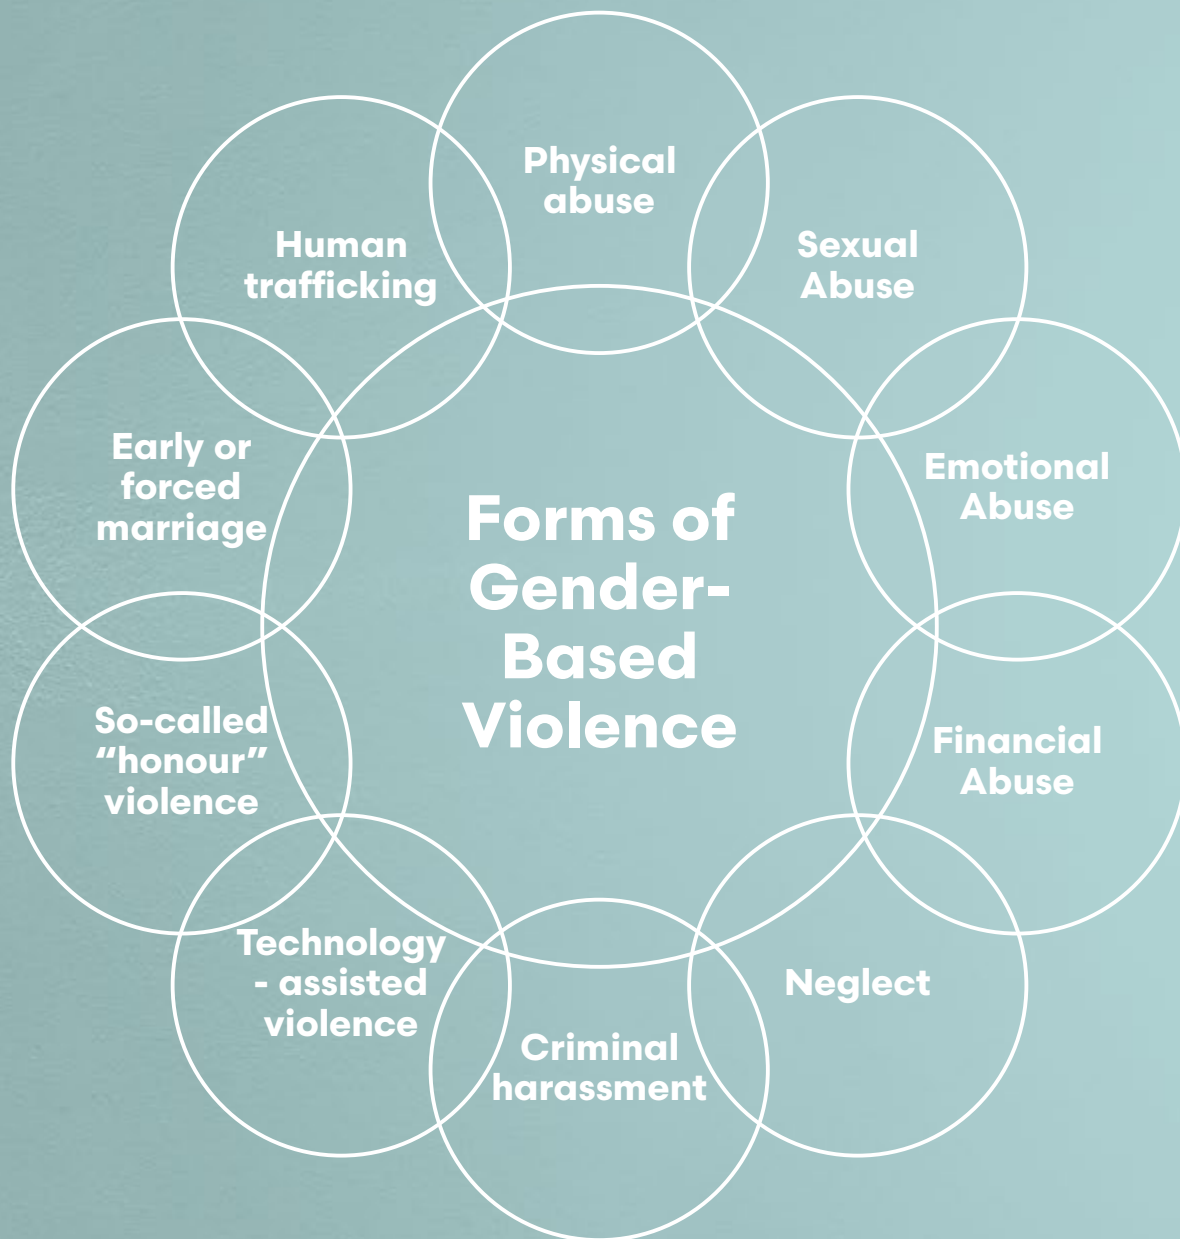 Physical
abuse
Sexual
Abuse
Emotional
Abuse
Financial
Abuse
Neglect
Criminal
harassment
Technology
- assisted
violence
So-called
“honour”
violence
Early or
forced
marriage
Human
trafficking
Forms of
Gender-
Based
Violence